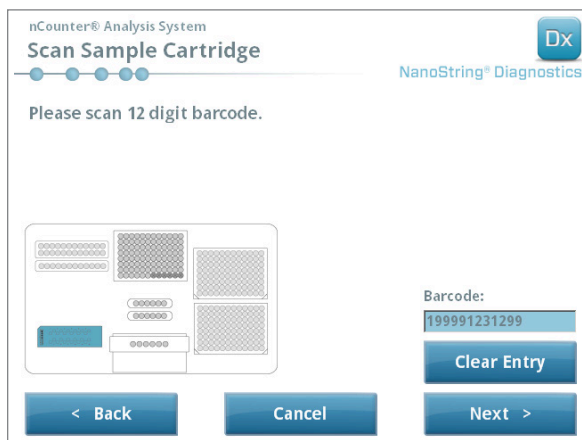 nCounter® Analysis System
Scan Sample Cartridge
Dx
NanoString® Diagnostics
Please scan 12 digit barcode.
Barcode:
199991231299
Clear Entry
< Back
Cancel
Next >